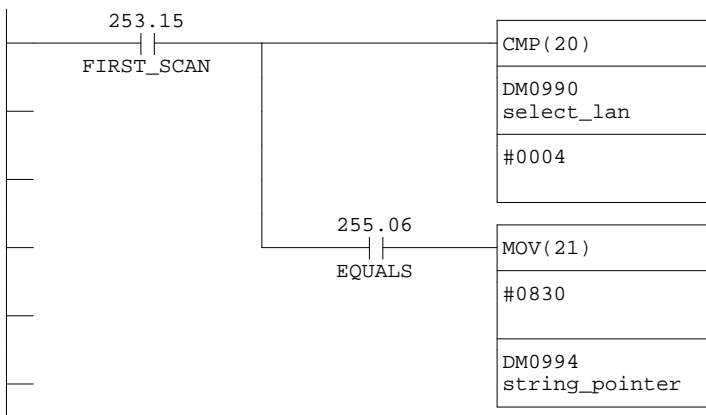 253.15
FIRST_SCAN
CMP(20)
DM0990
select_lan
#0004
255.06
EQUALS
MOV(21)
#0830
DM0994
string_pointer